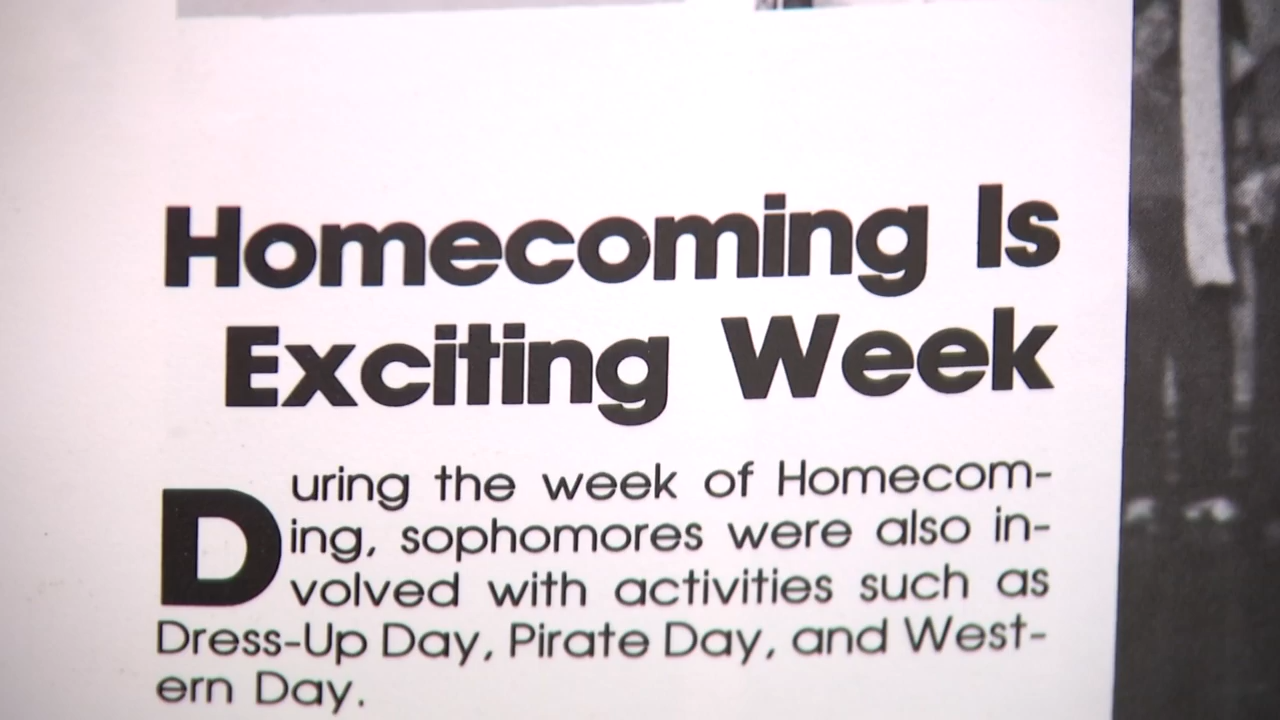 Homecoming Is
Exciting Week
During the week of Homecom-
ing, sophomores were also in-
volved with activities such as
Dress-Up Day, Pirate Day, and West-
ern Day.